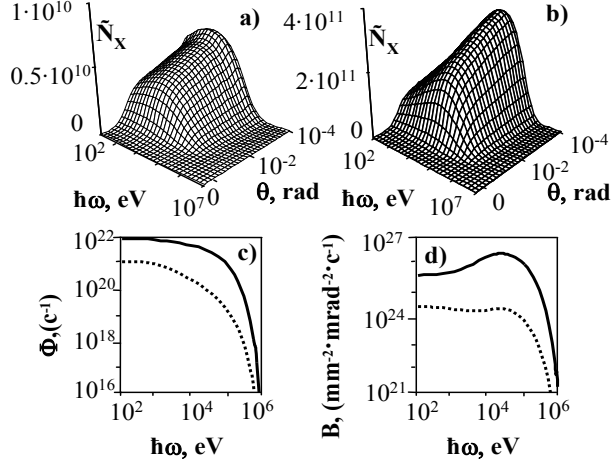 1·10¹⁰ a)
Ñₓ
0.5·10¹⁰
0
10² 10⁻⁴
10⁻²
ħω, eV 10⁷ 0 θ, rad
4·10¹¹ b)
Ñₓ
2·10¹¹
0
10² 10⁻⁴
10⁻²
ħω, eV 10⁷ 0 θ, rad
10²² c)
10²⁰
10¹⁸
10¹⁶
Φ,(c⁻¹)
10² 10⁴ 10⁶
ħω, eV
10²⁷ d)
10²⁴
10²¹
B, (mm⁻²·mrad⁻²·c⁻¹)
10² 10⁴ 10⁶
ħω, eV